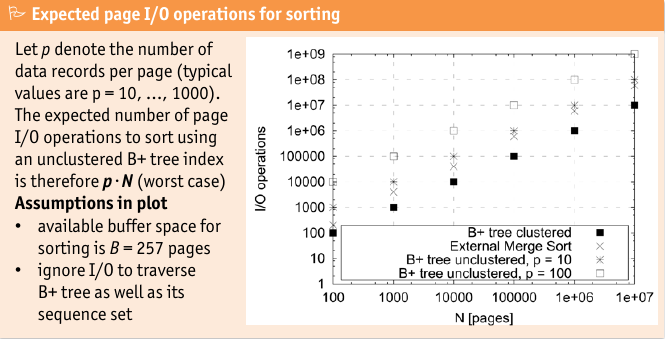 Expected page I/O operations for sorting
Let p denote the number of
data records per page (typical
values are p = 10, …, 1000).
The expected number of page
I/O operations to sort using
an unclustered B+ tree index
is therefore p · N (worst case)
Assumptions in plot
• available buffer space for
sorting is B = 257 pages
• ignore I/O to traverse
B+ tree as well as its
sequence set
I/O operations
1e+09
1e+08
1e+07
1e+06
100000
10000
1000
100
10
1
B+ tree clustered
External Merge Sort
B+ tree unclustered, p = 10
B+ tree unclustered, p = 100
100 1000 10000 100000 1e+06 1e+07
N [pages]